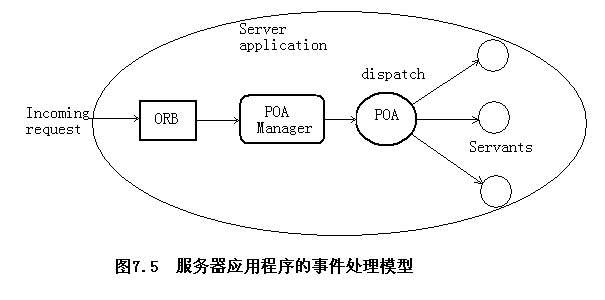 Server
application
dispatch
Incoming
request
ORB
POA
Manager
POA
Servants
图7.5 服务器应用程序的事件处理模型